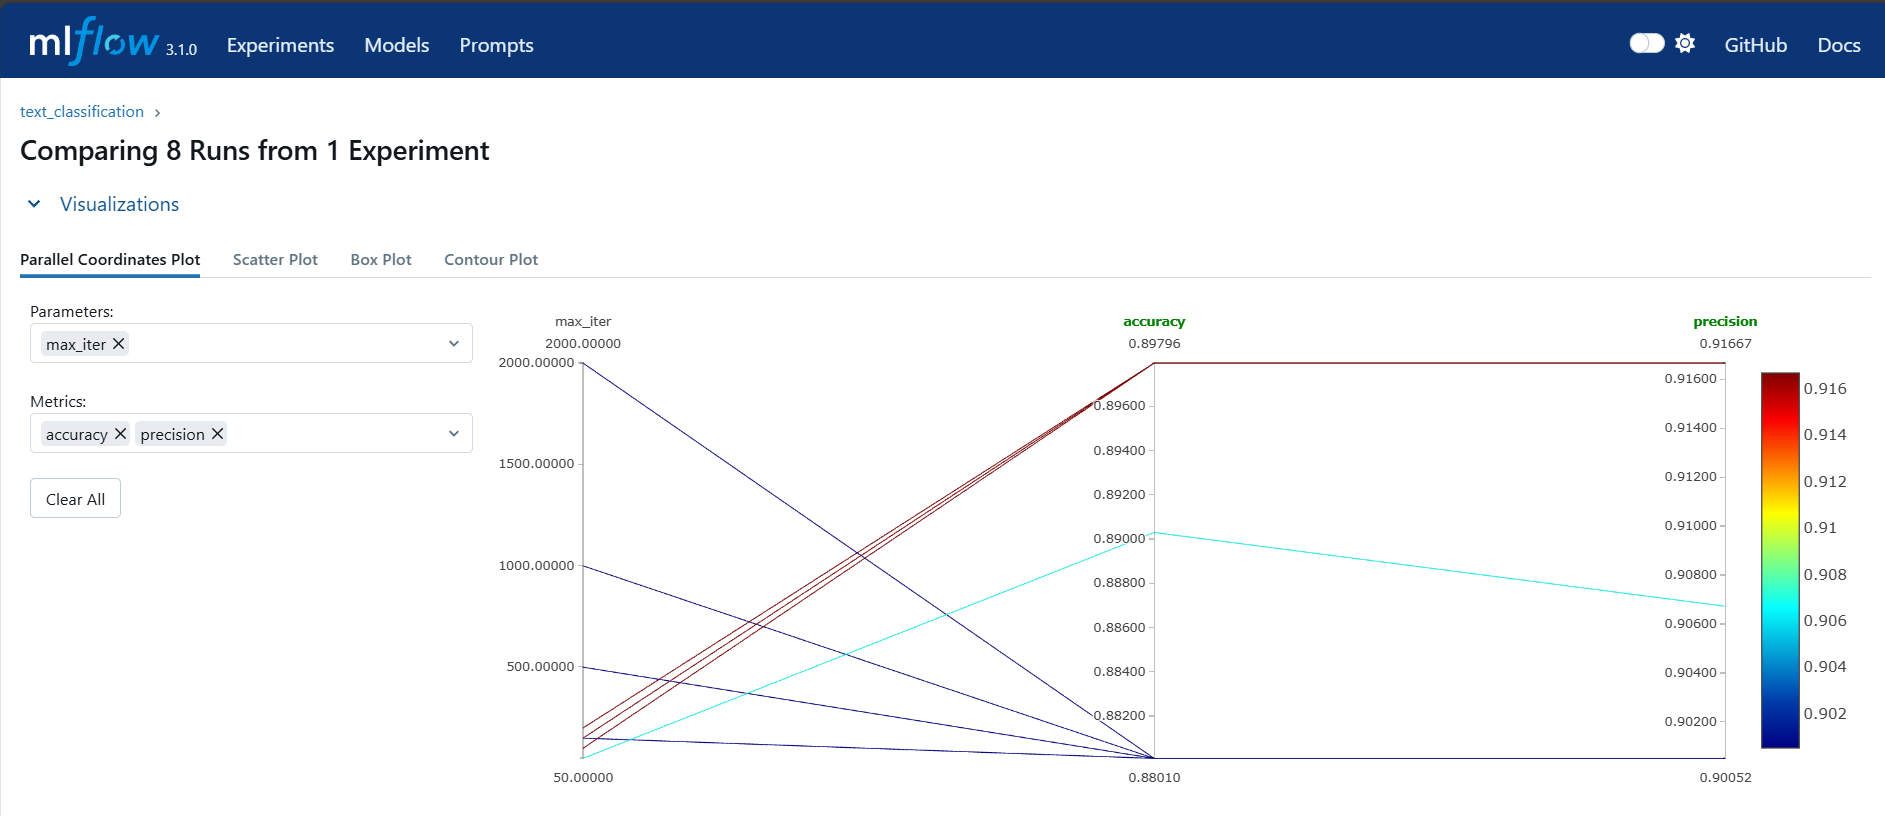 mlflow 3.1.0 Experiments Models Prompts GitHub Docs
text_classification ›
Comparing 8 Runs from 1 Experiment
Visualizations
Parallel Coordinates Plot Scatter Plot Box Plot Contour Plot
Parameters:
max_iter
Metrics:
accuracy precision
Clear All
max_iter
2000.00000
2000.00000
1500.00000
1000.00000
500.00000
50.00000
accuracy
0.89796
0.89600
0.89400
0.89200
0.89000
0.88800
0.88600
0.88400
0.88200
0.88010
precision
0.91667
0.91600
0.91400
0.91200
0.91000
0.90800
0.90600
0.90400
0.90200
0.90052
0.916
0.914
0.912
0.91
0.908
0.906
0.904
0.902